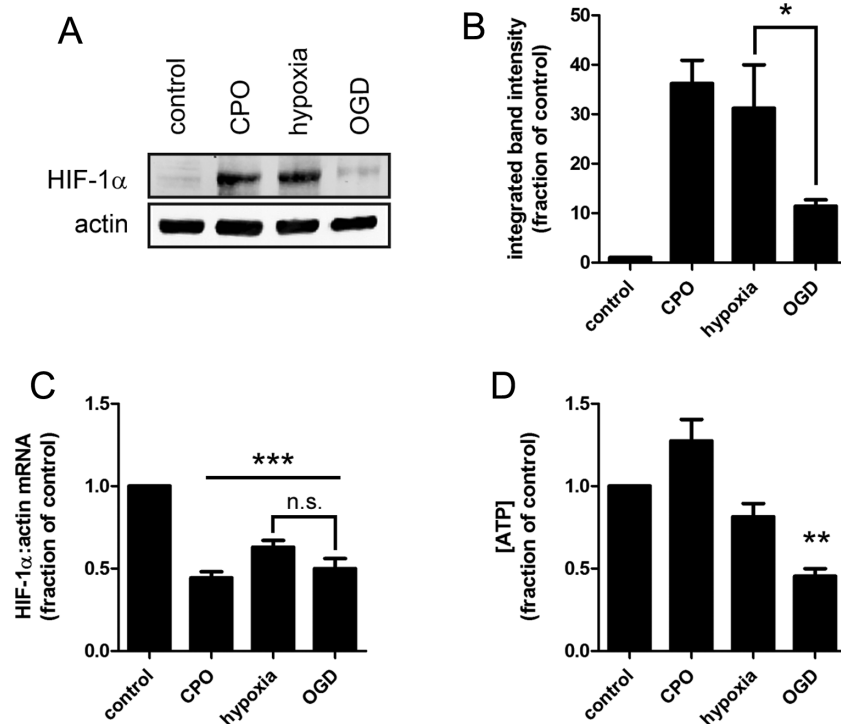 A
control
CPO
hypoxia
OGD
HIF-1α
actin
B
integrated band intensity
(fraction of control)
50
40
30
20
10
0
*
control
CPO
hypoxia
OGD
C
HIF-1α:actin mRNA
(fraction of control)
1.5
1.0
0.5
0.0
***
n.s.
control
CPO
hypoxia
OGD
D
[ATP]
(fraction of control)
1.5
1.0
0.5
0.0
**
control
CPO
hypoxia
OGD